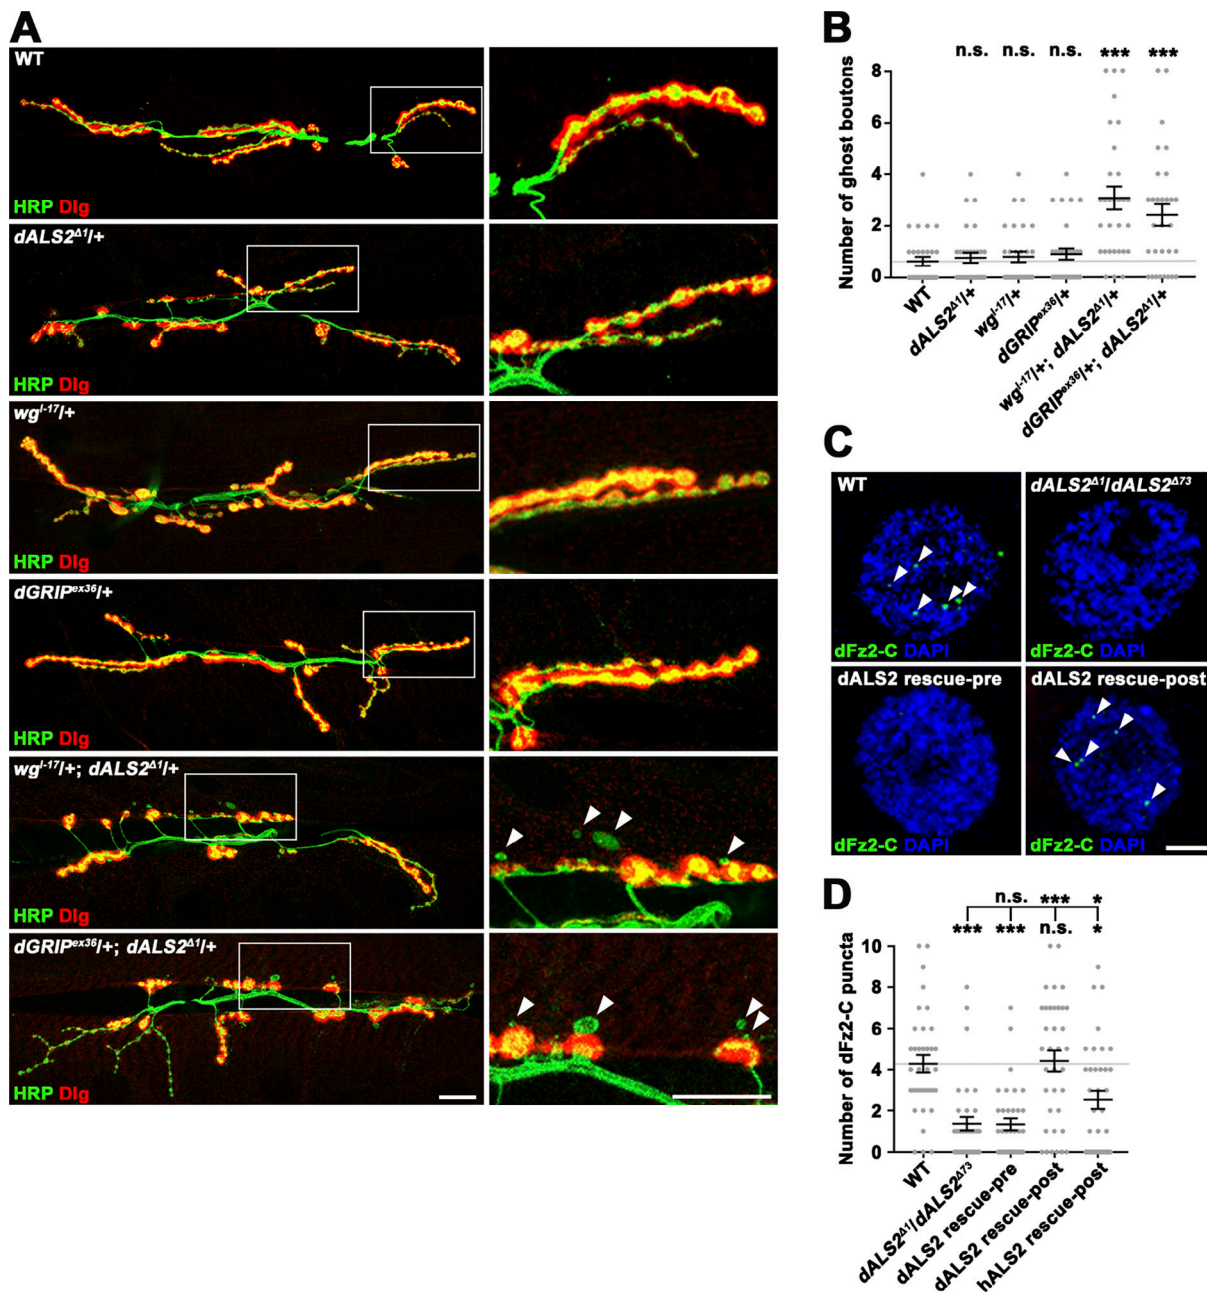 A
WT
HRP Dlg
dALS2Δ1/+
HRP Dlg
wgl-17/+
HRP Dlg
dGRIPex36/+
HRP Dlg
wgl-17/+; dALS2Δ1/+
HRP Dlg
dGRIPex36/+; dALS2Δ1/+
HRP Dlg
B
n.s. n.s. n.s. *** ***
Number of ghost boutons
8
6
4
2
0
WT
dALS2Δ1/+
wgl-17/+
dGRIPex36/+
wgl-17/+; dALS2Δ1/+
dGRIPex36/+; dALS2Δ1/+
C
WT
dFz2-C DAPI
dALS2Δ1/dALS2Δ73
dFz2-C DAPI
dALS2 rescue-pre
dFz2-C DAPI
dALS2 rescue-post
dFz2-C DAPI
D
n.s. *** *
*** *** n.s. *
Number of dFz2-C puncta
10
8
6
4
2
0
WT
dALS2Δ1/dALS2Δ73
dALS2 rescue-pre
dALS2 rescue-post
hALS2 rescue-post